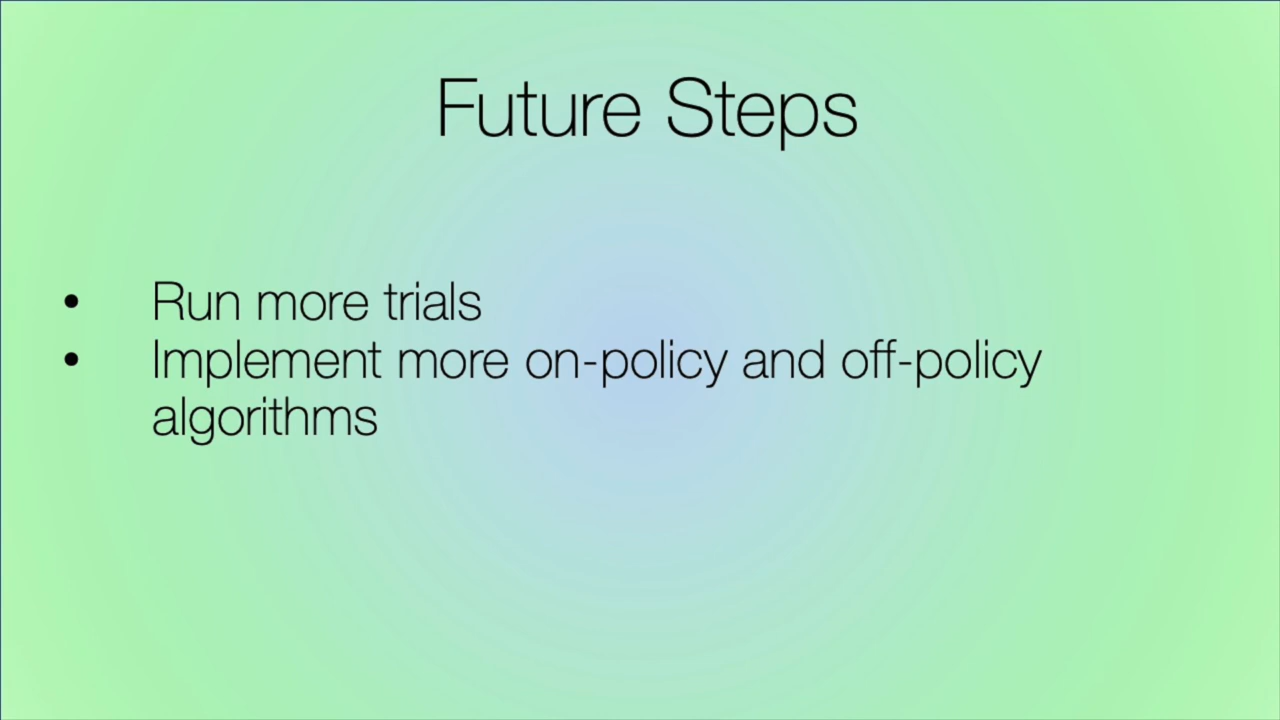 Future Steps
• Run more trials
• Implement more on-policy and off-policy
algorithms